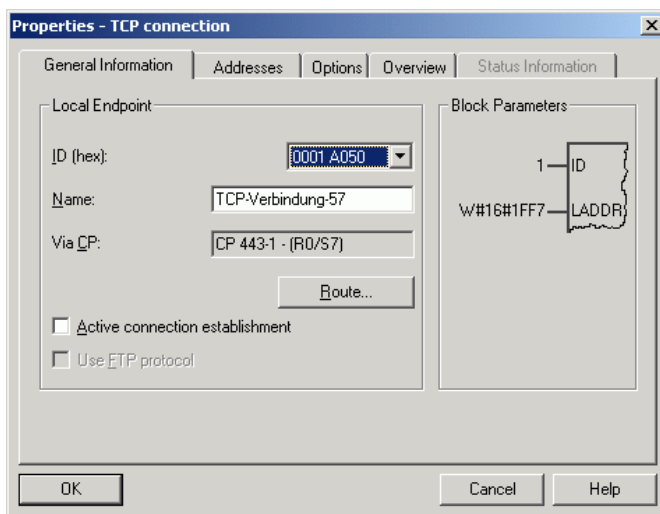 Properties - TCP connection
General Information
Addresses
Options
Overview
Status Information
Local Endpoint
ID (hex):
0001 A050
Name:
TCP-Verbindung-57
Via CP:
CP 443-1 - (R0/S7)
Route...
Active connection establishment
Use FTP protocol
Block Parameters
1
ID
W#16#1FF7
LADDR
OK
Cancel
Help